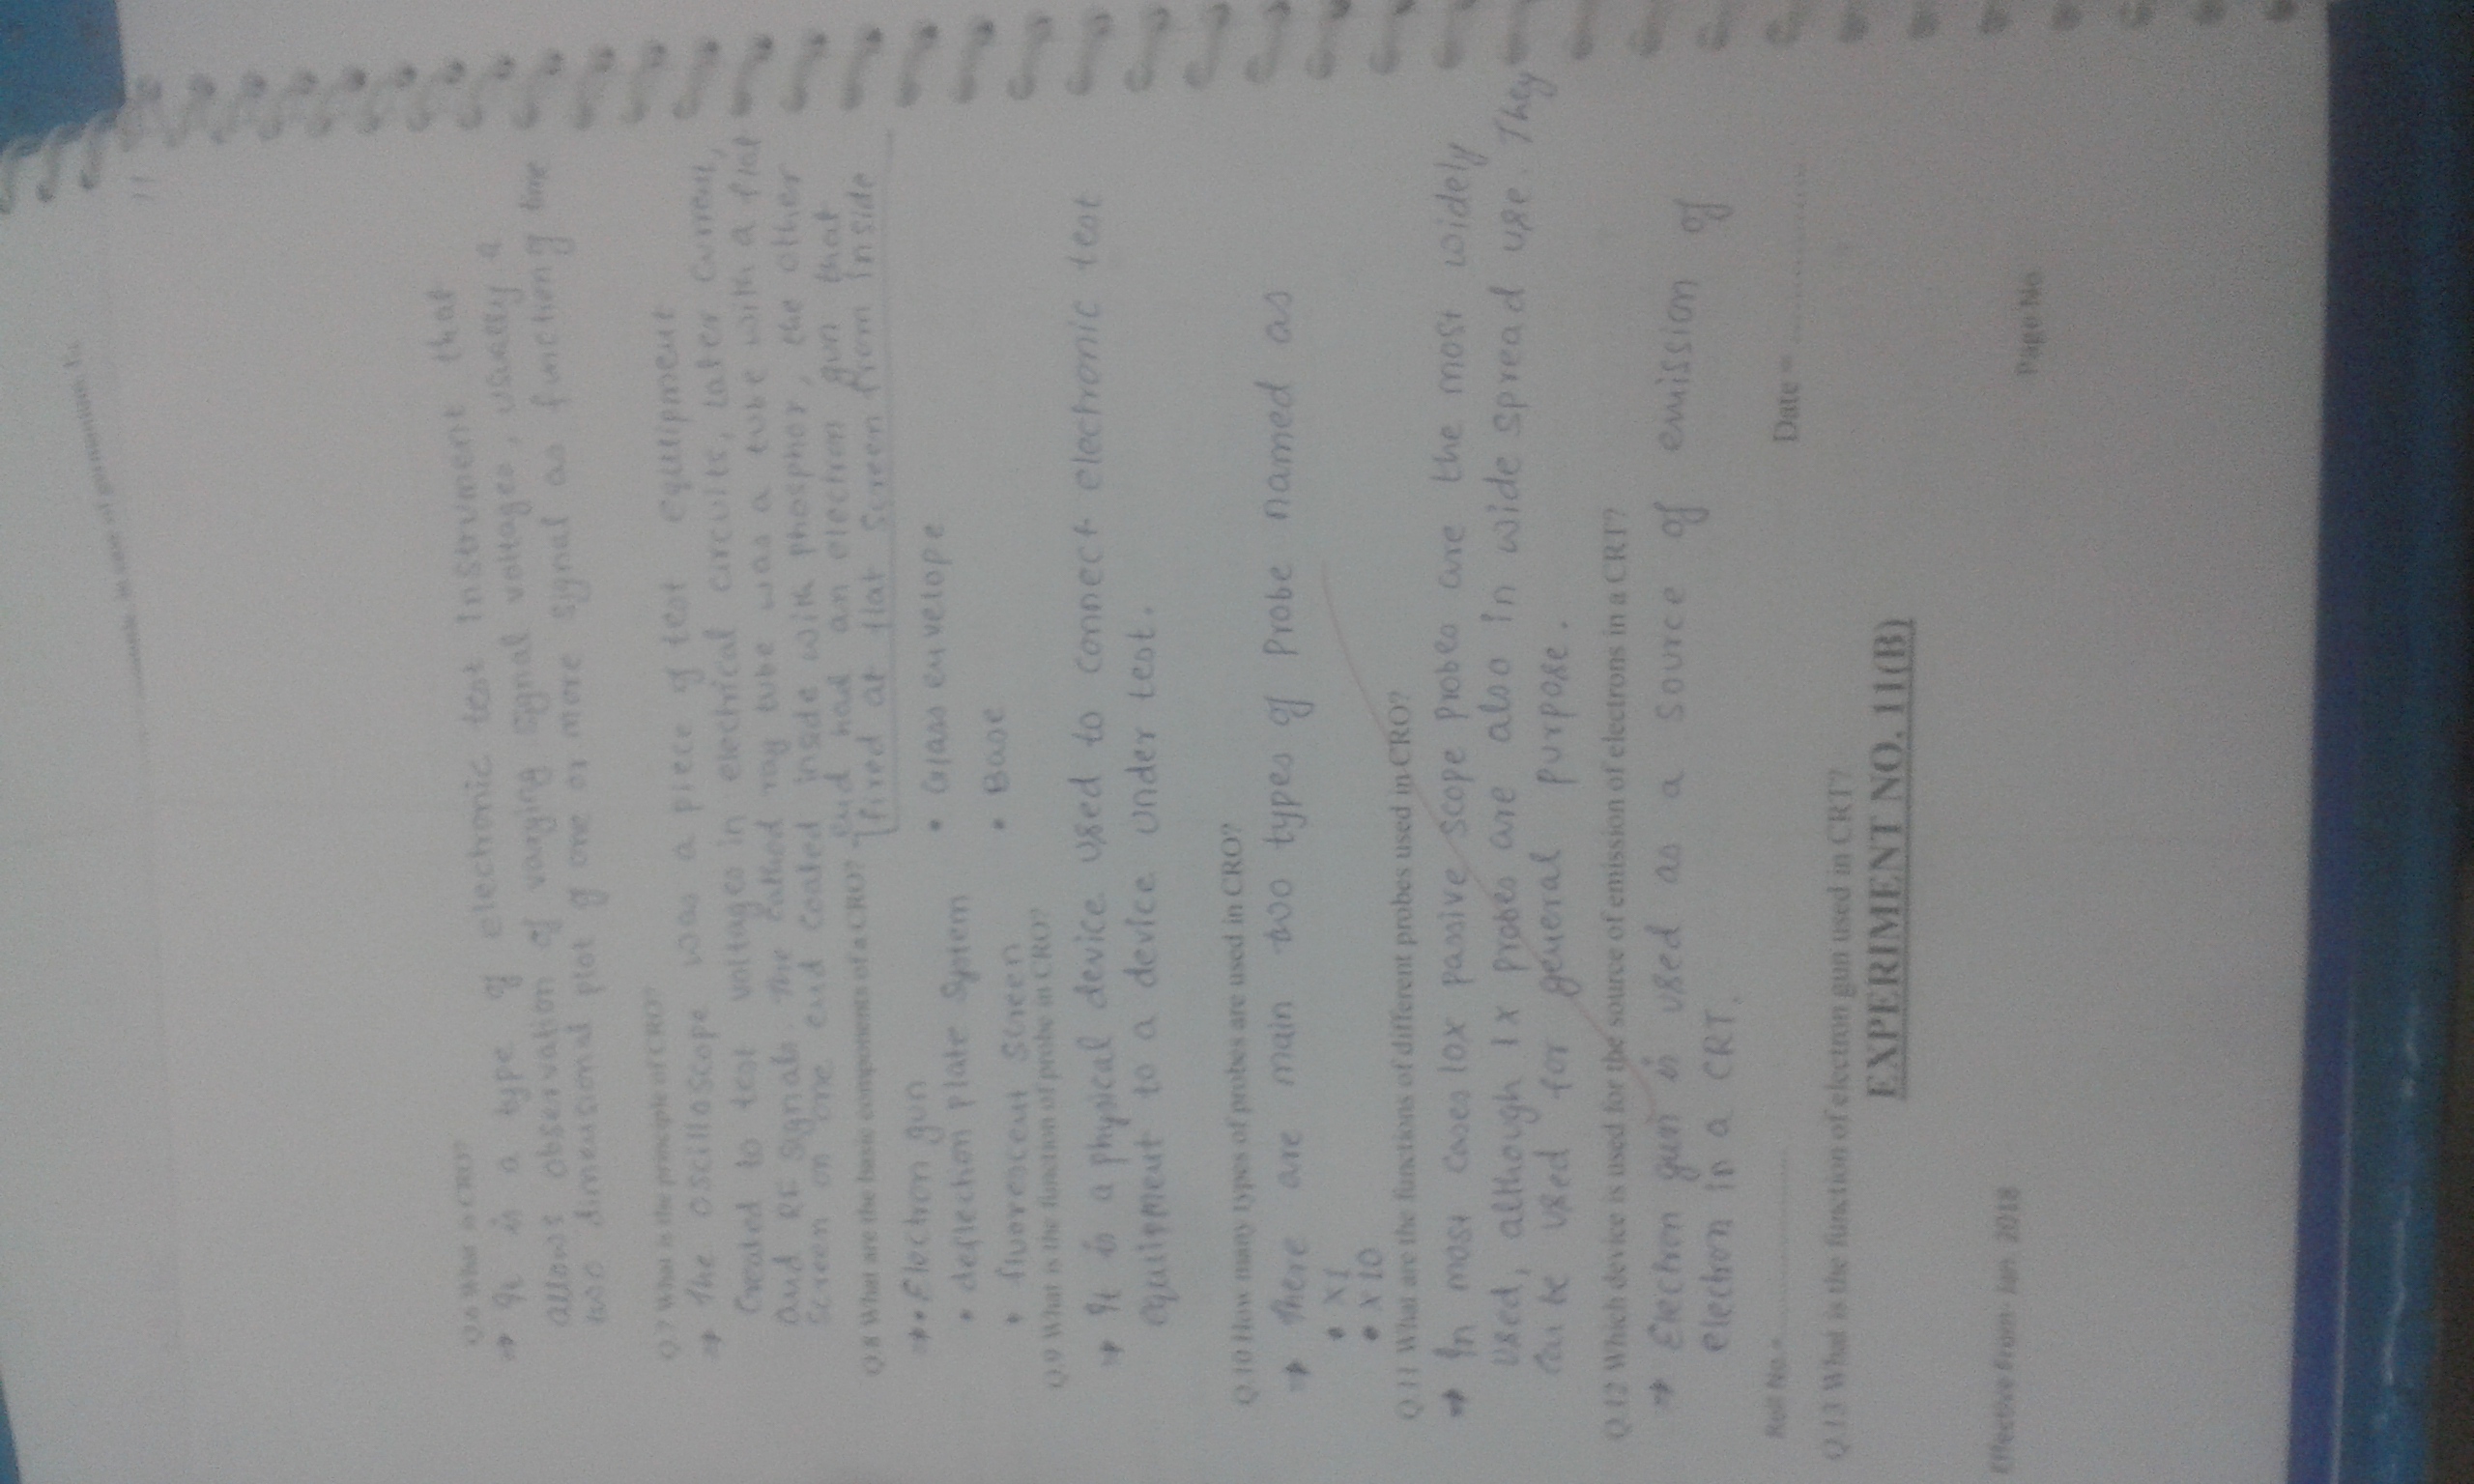 11
Q.6 What is CRO?
→ It is a type of electronic test instrument that
allows observation of varying signal voltages, usually a
two dimensional plot of one or more signal as function of time
Q.7 What is the principle of CRO?
→ The oscilloscope was a piece of test equipment
created to test voltages in electrical circuits, later current,
and RF signals. The cathod ray tube was a tube with a flat
screen on one end coated inside with phosphor, the other
end had an electron gun that
Q.8 What are the basic components of a CRO?
fired at flat screen from inside
→ • Electron gun
• Glass envelope
• deflection plate system
• Base
• fluorescent screen
Q.9 What is the function of probe in CRO?
→ It is a physical device used to connect electronic test
equipment to a device under test.
Q.10 How many types of probes are used in CRO?
→ There are main two types of Probe named as
• X1
• X10
Q.11 What are the functions of different probes used in CRO?
→ In most cases 10x passive scope probes are the most widely
used, although 1x probes are also in wide spread use. They
can be used for general purpose.
Q.12 Which device is used for the source of emission of electrons in a CRT?
→ Electron gun is used as a source of emission of
electron in a CRT.
Roll No.= .....................
Date= .....................
Q.13 What is the function of electron gun used in CRT?
EXPERIMENT NO. 11(B)
Effective From- Jan 2018
Page No